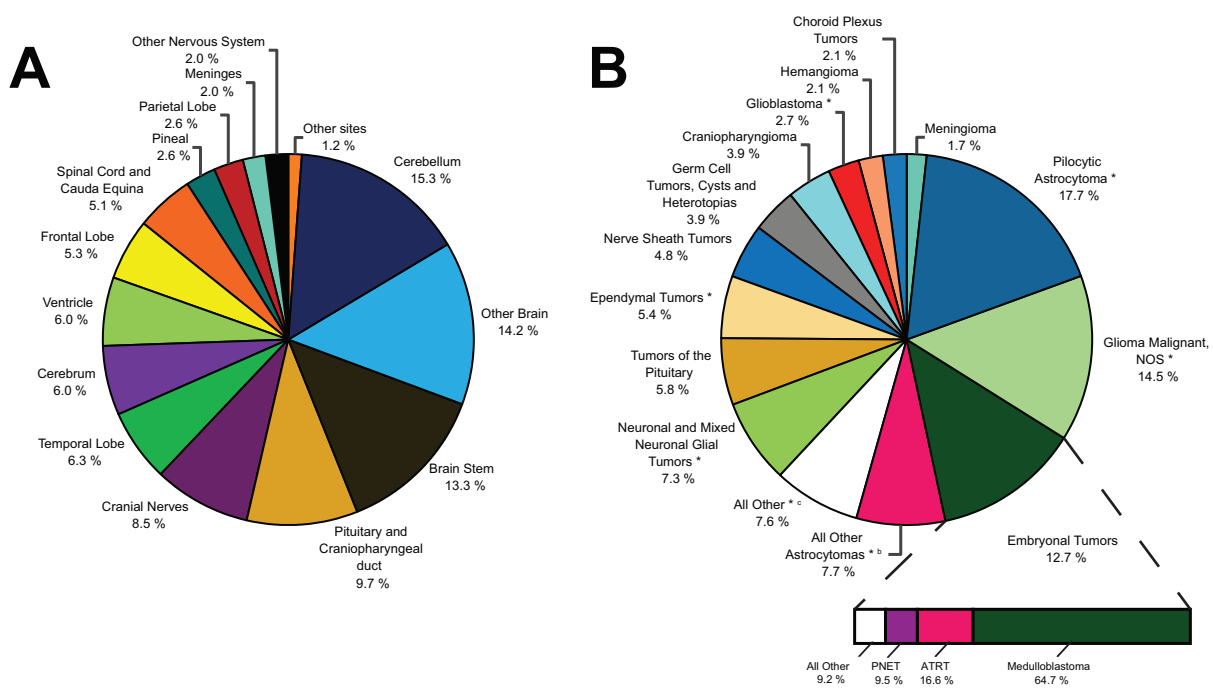 A
Other Nervous System
2.0 %
Meninges
2.0 %
Parietal Lobe
2.6 %
Pineal
2.6 %
Spinal Cord and
Cauda Equina
5.1 %
Frontal Lobe
5.3 %
Ventricle
6.0 %
Cerebrum
6.0 %
Temporal Lobe
6.3 %
Cranial Nerves
8.5 %
Pituitary and
Craniopharyngeal
duct
9.7 %
Brain Stem
13.3 %
Other Brain
14.2 %
Cerebellum
15.3 %
Other sites
1.2 %
B
Choroid Plexus
Tumors
2.1 %
Hemangioma
2.1 %
Glioblastoma *
2.7 %
Craniopharyngioma
3.9 %
Germ Cell
Tumors, Cysts and
Heterotopias
3.9 %
Nerve Sheath Tumors
4.8 %
Ependymal Tumors *
5.4 %
Tumors of the
Pituitary
5.8 %
Neuronal and Mixed
Neuronal Glial
Tumors *
7.3 %
All Other * c
7.6 %
All Other
Astrocytomas * b
7.7 %
Embryonal Tumors
12.7 %
Glioma Malignant,
NOS *
14.5 %
Pilocytic
Astrocytoma *
17.7 %
Meningioma
1.7 %
All Other
9.2 %
PNET
9.5 %
ATRT
16.6 %
Medulloblastoma
64.7 %